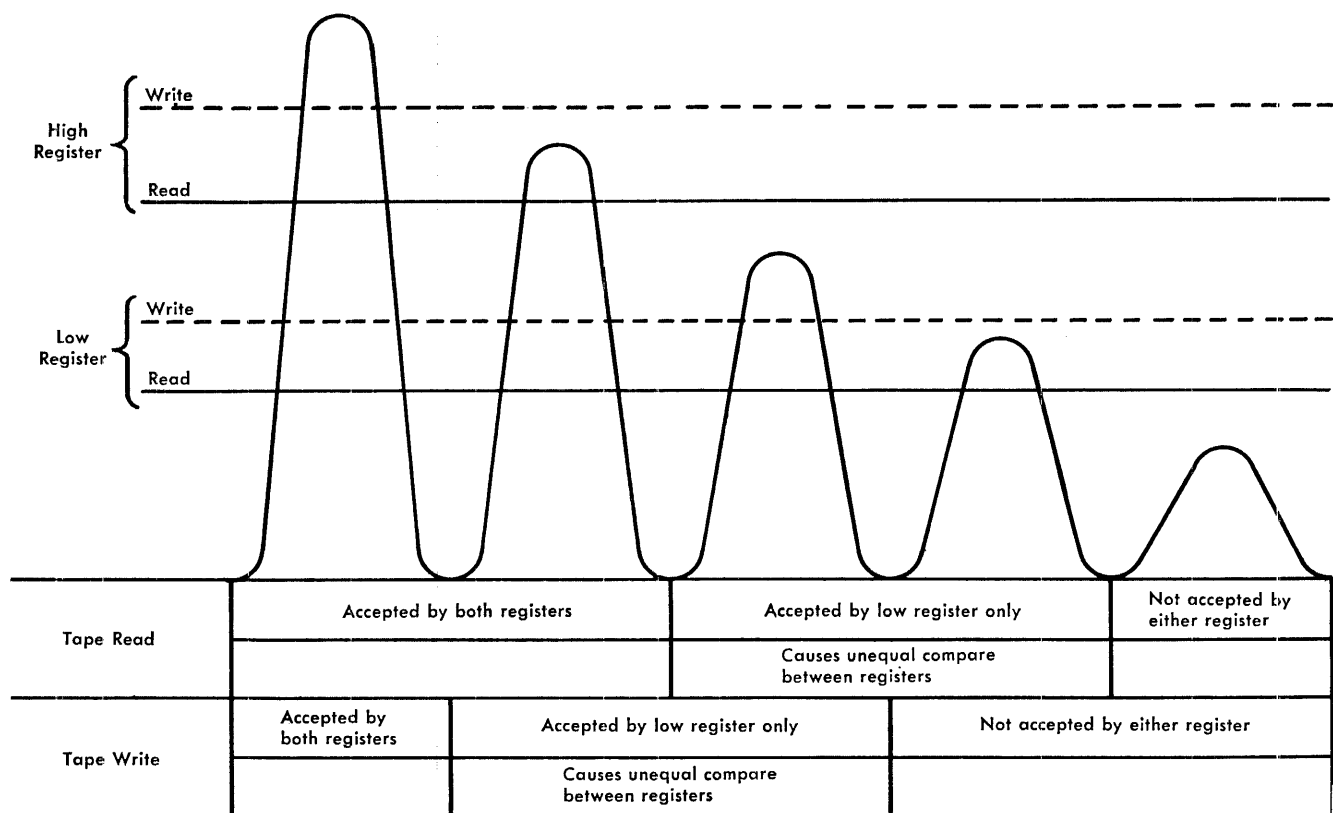 Write
High
Register
Read
Write
Low
Register
Read
Tape Read
Accepted by both registers
Accepted by low register only
Not accepted by
either register
Causes unequal compare
between registers
Tape Write
Accepted by
both registers
Accepted by low register only
Not accepted by either register
Causes unequal compare
between registers